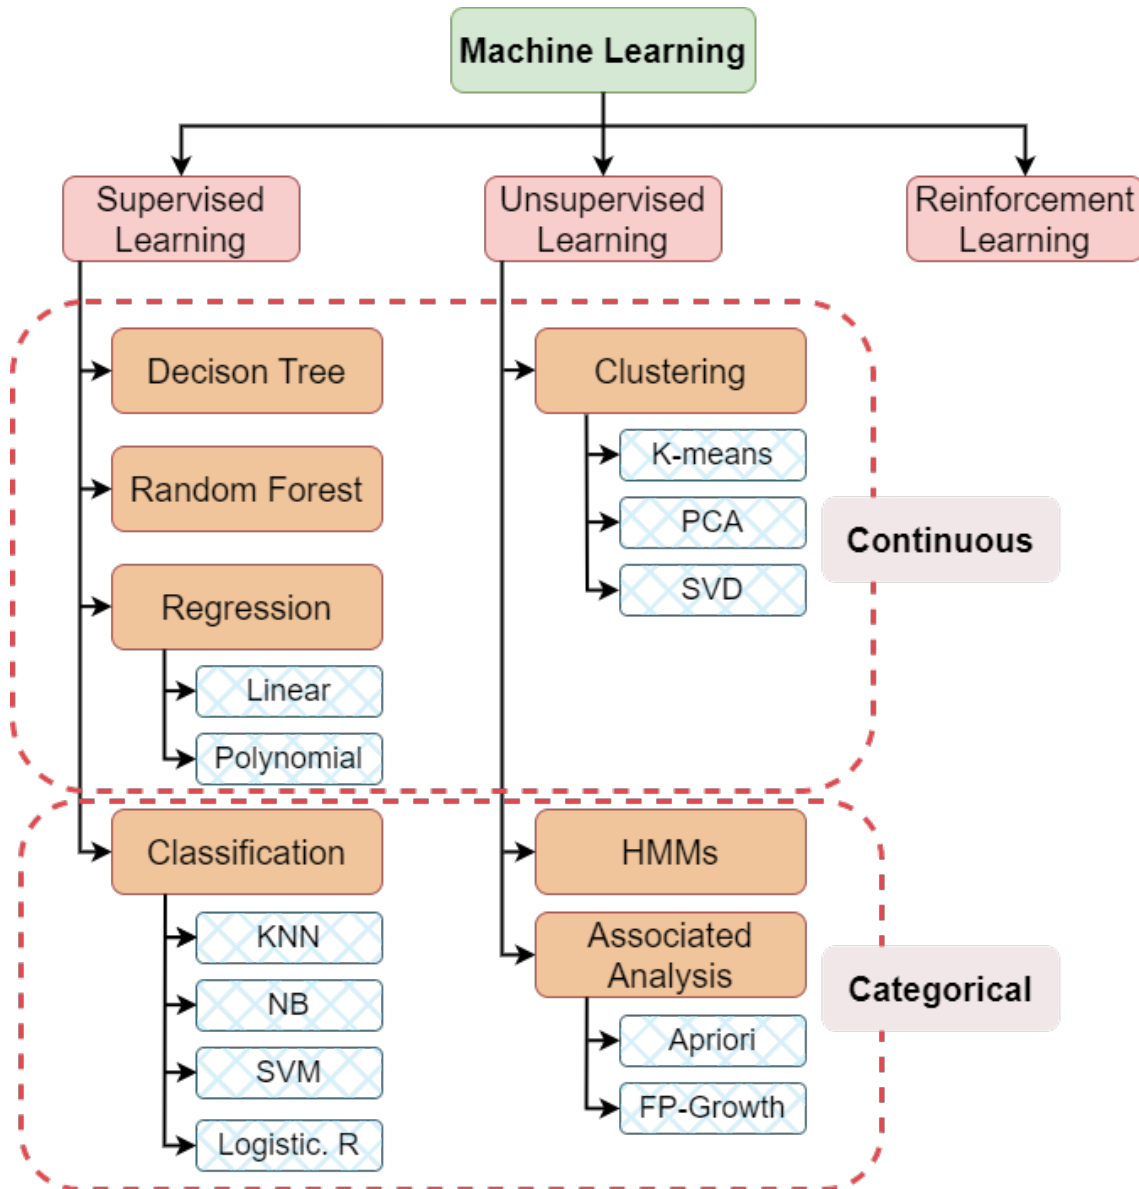 Machine Learning
Supervised
Learning
Unsupervised
Learning
Reinforcement
Learning
Decison Tree
Random Forest
Regression
Linear
Polynomial
Clustering
K-means
PCA
SVD
Continuous
Classification
KNN
NB
SVM
Logistic. R
HMMs
Associated
Analysis
Apriori
FP-Growth
Categorical